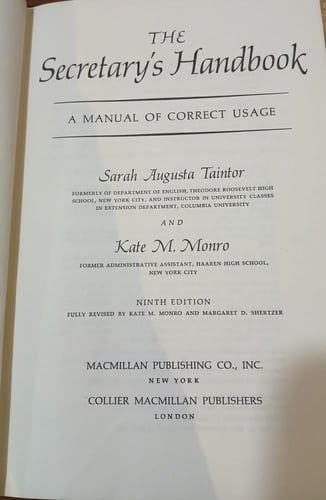 THE
Secretary's Handbook
A MANUAL OF CORRECT USAGE
Sarah Augusta Taintor
FORMERLY OF DEPARTMENT OF ENGLISH, THEODORE ROOSEVELT HIGH
SCHOOL, NEW YORK CITY, AND INSTRUCTOR IN UNIVERSITY CLASSES
IN EXTENSION DEPARTMENT, COLUMBIA UNIVERSITY
AND
Kate M. Monro
FORMER ADMINISTRATIVE ASSISTANT, HAAREN HIGH SCHOOL,
NEW YORK CITY
NINTH EDITION
FULLY REVISED BY KATE M. MONRO AND MARGARET D. SHERTZER
MACMILLAN PUBLISHING CO., INC.
NEW YORK
COLLIER MACMILLAN PUBLISHERS
LONDON